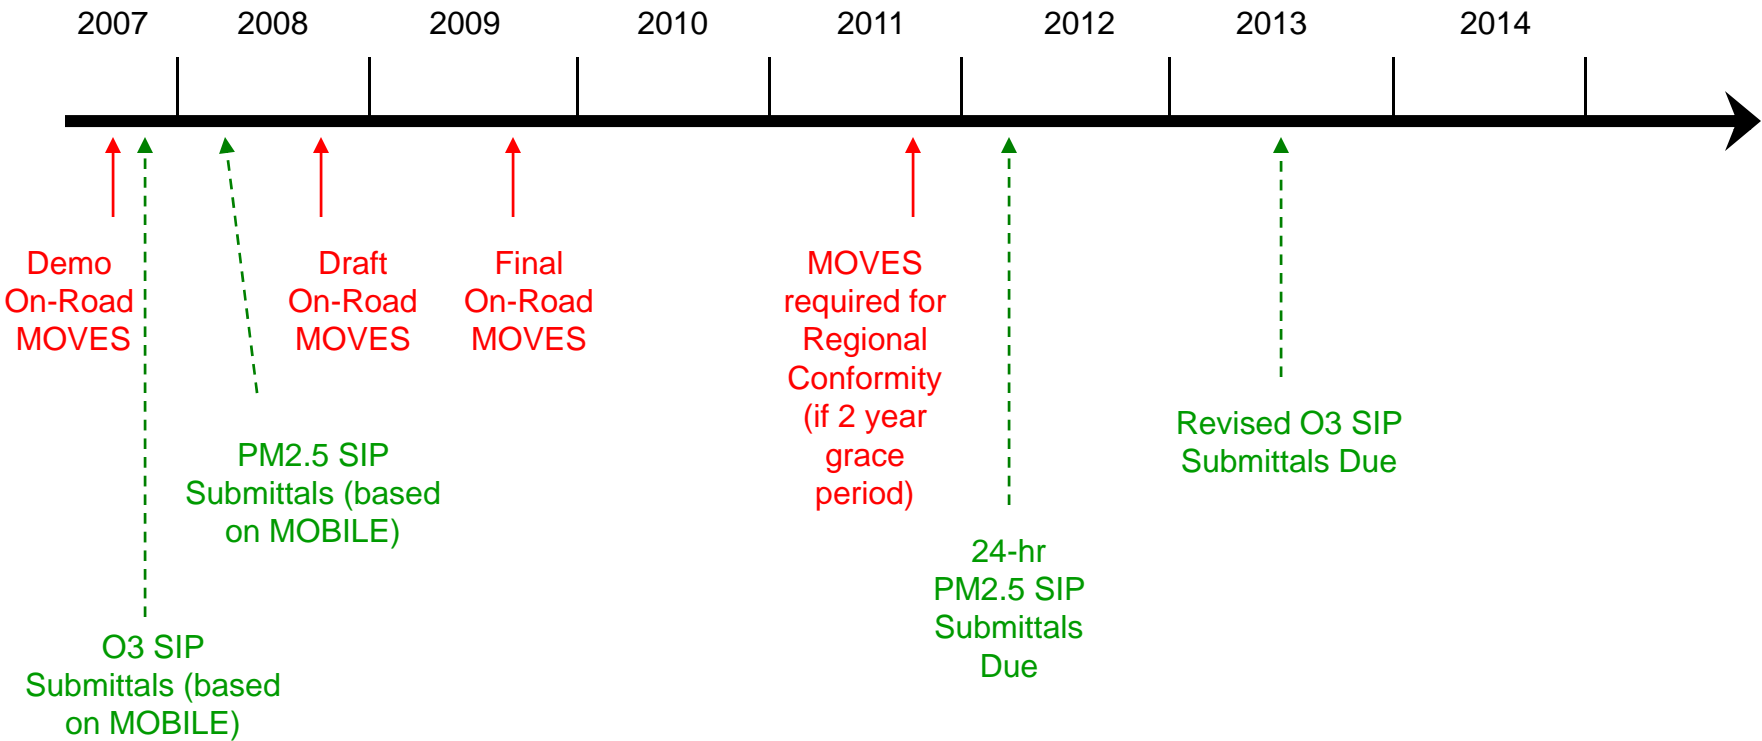 2007 2008 2009 2010 2011 2012 2013 2014
Demo
On-Road
MOVES
Draft
On-Road
MOVES
Final
On-Road
MOVES
MOVES
required for
Regional
Conformity
(if 2 year
grace
period)
PM2.5 SIP
Submittals (based
on MOBILE)
Revised O3 SIP
Submittals Due
24-hr
PM2.5 SIP
Submittals
Due
O3 SIP
Submittals (based
on MOBILE)